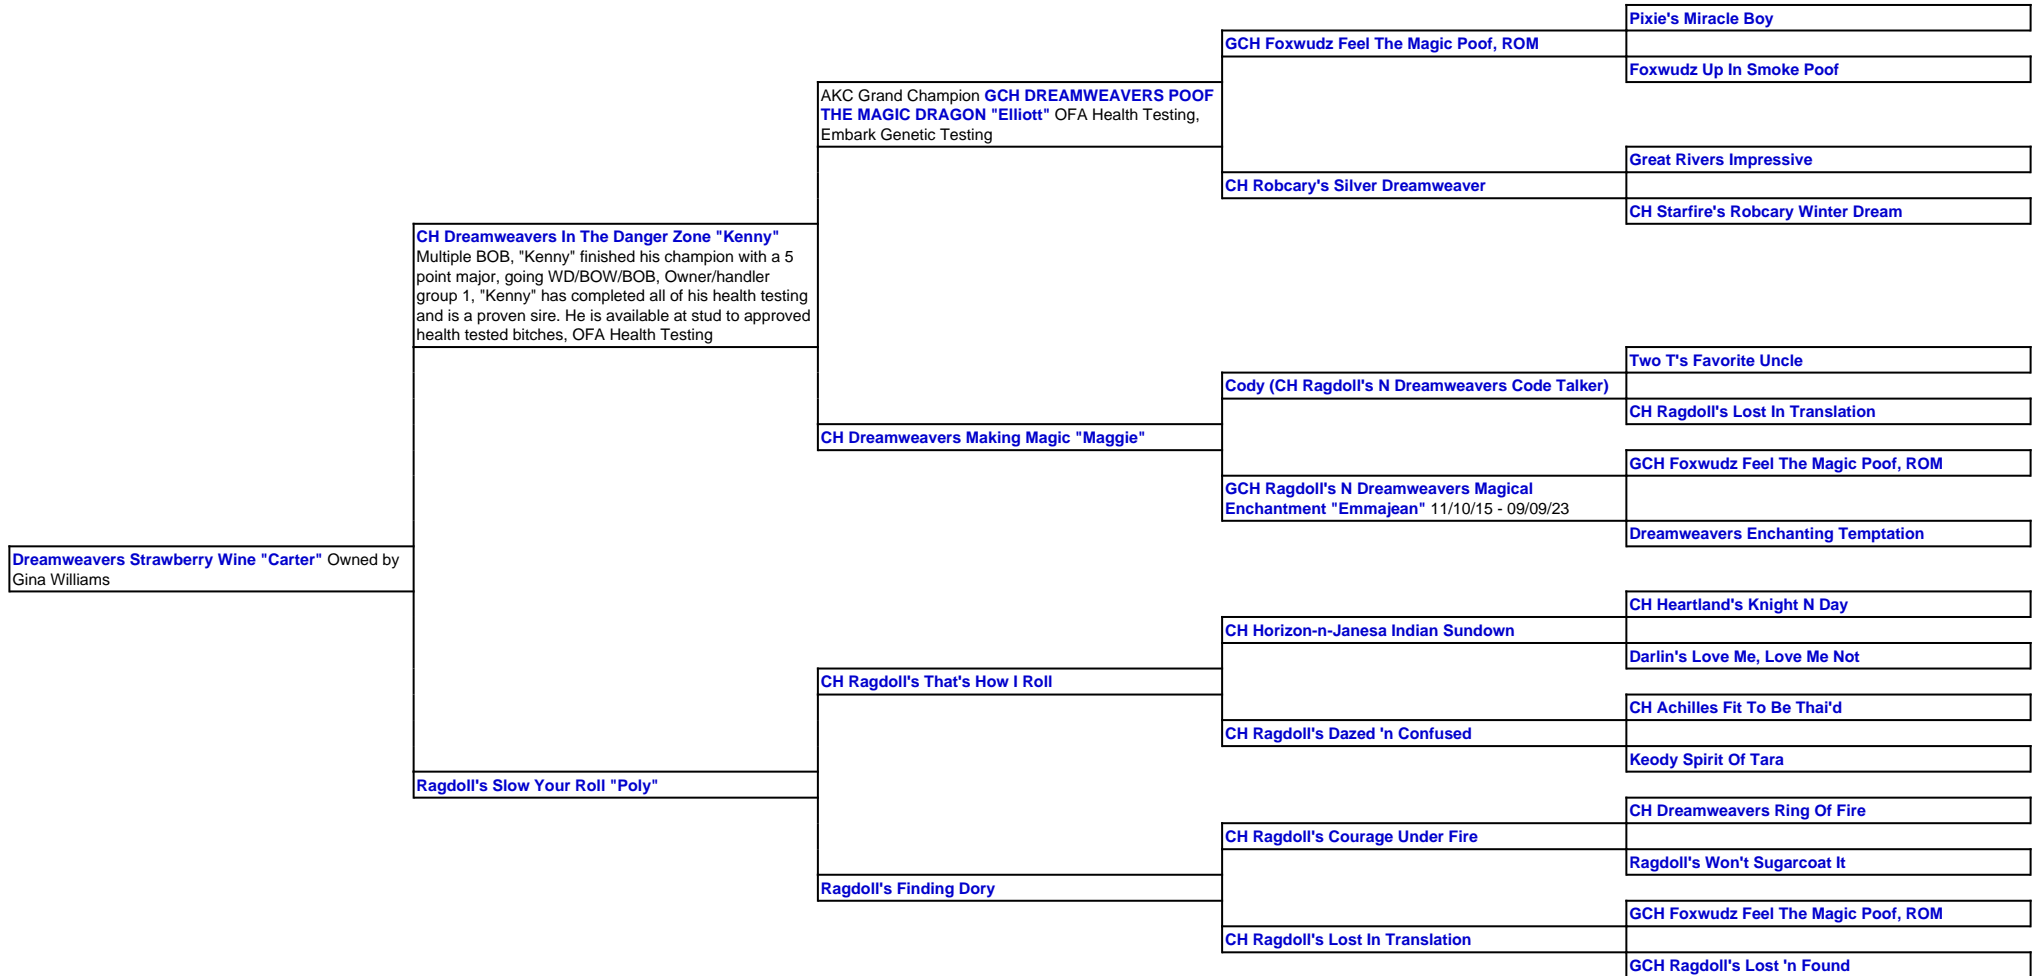 Pixie's Miracle Boy
GCH Foxwudz Feel The Magic Poof, ROM
Foxwudz Up In Smoke Poof
AKC Grand Champion GCH DREAMWEAVERS POOF
THE MAGIC DRAGON "Elliott" OFA Health Testing,
Embark Genetic Testing
Great Rivers Impressive
CH Robcary's Silver Dreamweaver
CH Starfire's Robcary Winter Dream
CH Dreamweavers In The Danger Zone "Kenny"
Multiple BOB, "Kenny" finished his champion with a 5
point major, going WD/BOW/BOB, Owner/handler
group 1, "Kenny" has completed all of his health testing
and is a proven sire. He is available at stud to approved
health tested bitches, OFA Health Testing
Two T's Favorite Uncle
Cody (CH Ragdoll's N Dreamweavers Code Talker)
CH Ragdoll's Lost In Translation
CH Dreamweavers Making Magic "Maggie"
GCH Foxwudz Feel The Magic Poof, ROM
GCH Ragdoll's N Dreamweavers Magical
Enchantment "Emmajean" 11/10/15 - 09/09/23
Dreamweavers Enchanting Temptation
Dreamweavers Strawberry Wine "Carter" Owned by
Gina Williams
CH Heartland's Knight N Day
CH Horizon-n-Janesa Indian Sundown
Darlin's Love Me, Love Me Not
CH Ragdoll's That's How I Roll
CH Achilles Fit To Be Thai'd
CH Ragdoll's Dazed 'n Confused
Keody Spirit Of Tara
Ragdoll's Slow Your Roll "Poly"
CH Dreamweavers Ring Of Fire
CH Ragdoll's Courage Under Fire
Ragdoll's Won't Sugarcoat It
Ragdoll's Finding Dory
GCH Foxwudz Feel The Magic Poof, ROM
CH Ragdoll's Lost In Translation
GCH Ragdoll's Lost 'n Found